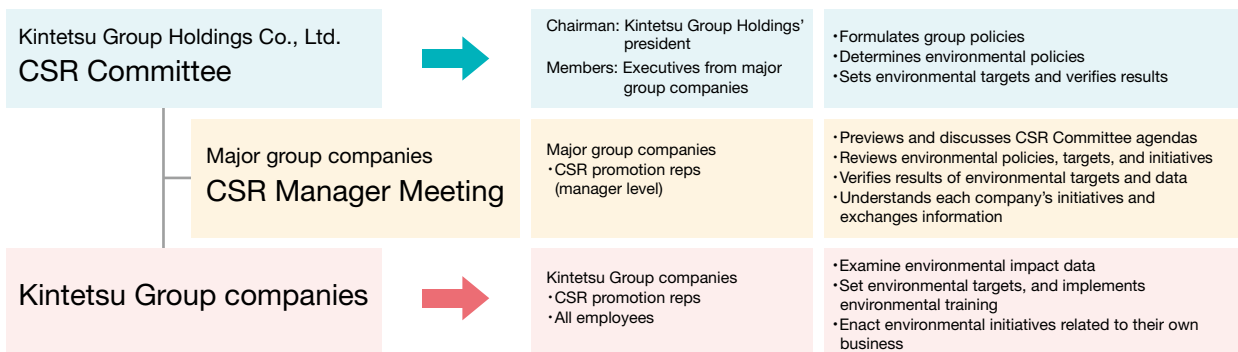 Kintetsu Group Holdings Co., Ltd.
CSR Committee
Chairman: Kintetsu Group Holdings’
president
Members: Executives from major
group companies
・Formulates group policies
・Determines environmental policies
・Sets environmental targets and verifies results
Major group companies
CSR Manager Meeting
Major group companies
・CSR promotion reps
(manager level)
・Previews and discusses CSR Committee agendas
・Reviews environmental policies, targets, and initiatives
・Verifies results of environmental targets and data
・Understands each company’s initiatives and
exchanges information
Kintetsu Group companies
Kintetsu Group companies
・CSR promotion reps
・All employees
・Examine environmental impact data
・Set environmental targets, and implements
environmental training
・Enact environmental initiatives related to their own
business